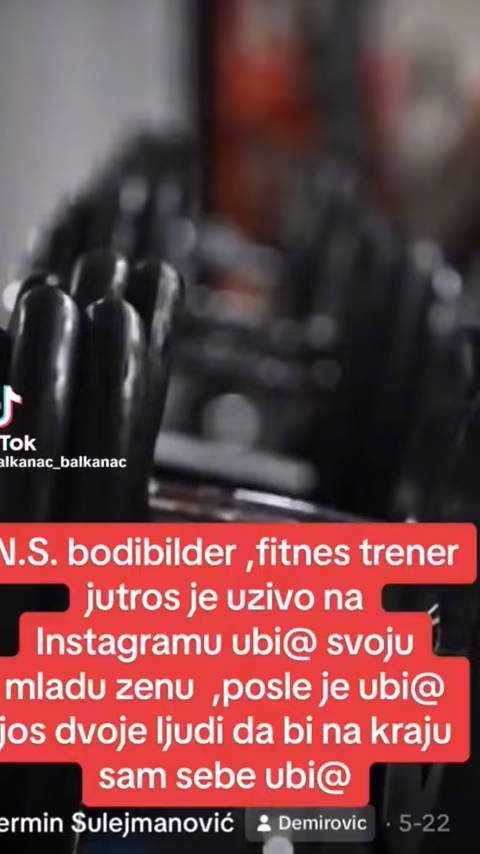 Tok
alkanac_balkanac
N.S. bodibilder ,fitnes trener
jutros je uzivo na
Instagramu ubi@ svoju
mladu zenu ,posle je ubi@
jos dvoje ljudi da bi na kraju
sam sebe ubi@
ermin Sulejmanović Demirovic · 5-22